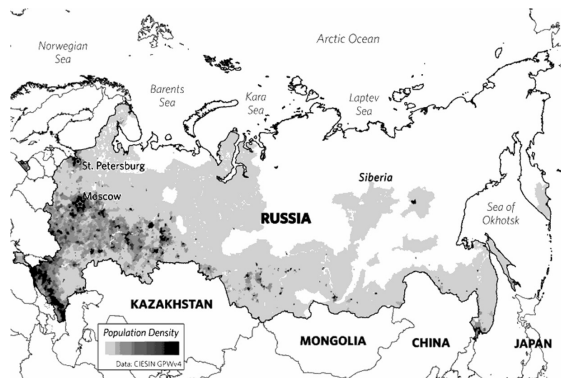 Norwegian
Sea
Arctic Ocean
Barents
Sea
Kara
Sea
Laptev
Sea
St. Petersburg
Siberia
Moscow
RUSSIA
Sea of
Okhotsk
KAZAKHSTAN
MONGOLIA
CHINA
JAPAN
Population Density
Data: CIESIN GPWv4